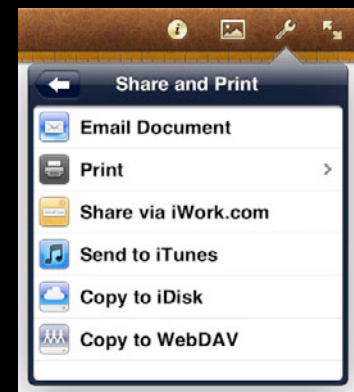 Share and Print
Email Document
Print
Share via iWork.com
Send to iTunes
Copy to iDisk
Copy to WebDAV